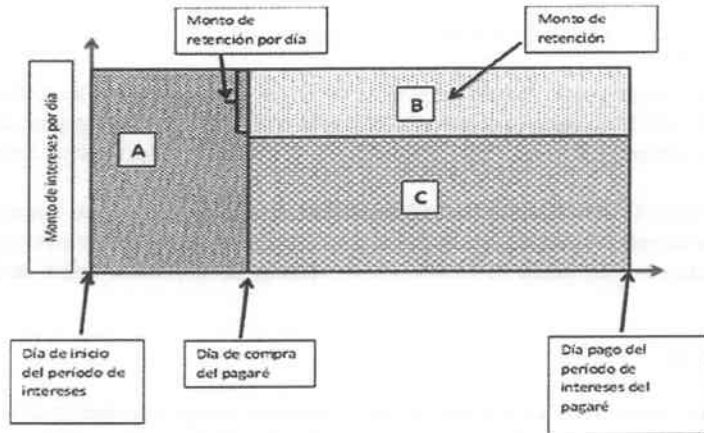 Monto de
retención por día
Monto de
retención
Monto de intereses por día
A
B
C
Día de inicio
del período de
intereses
Día de compra
del pagaré
Día pago del
período de
intereses del
pagaré